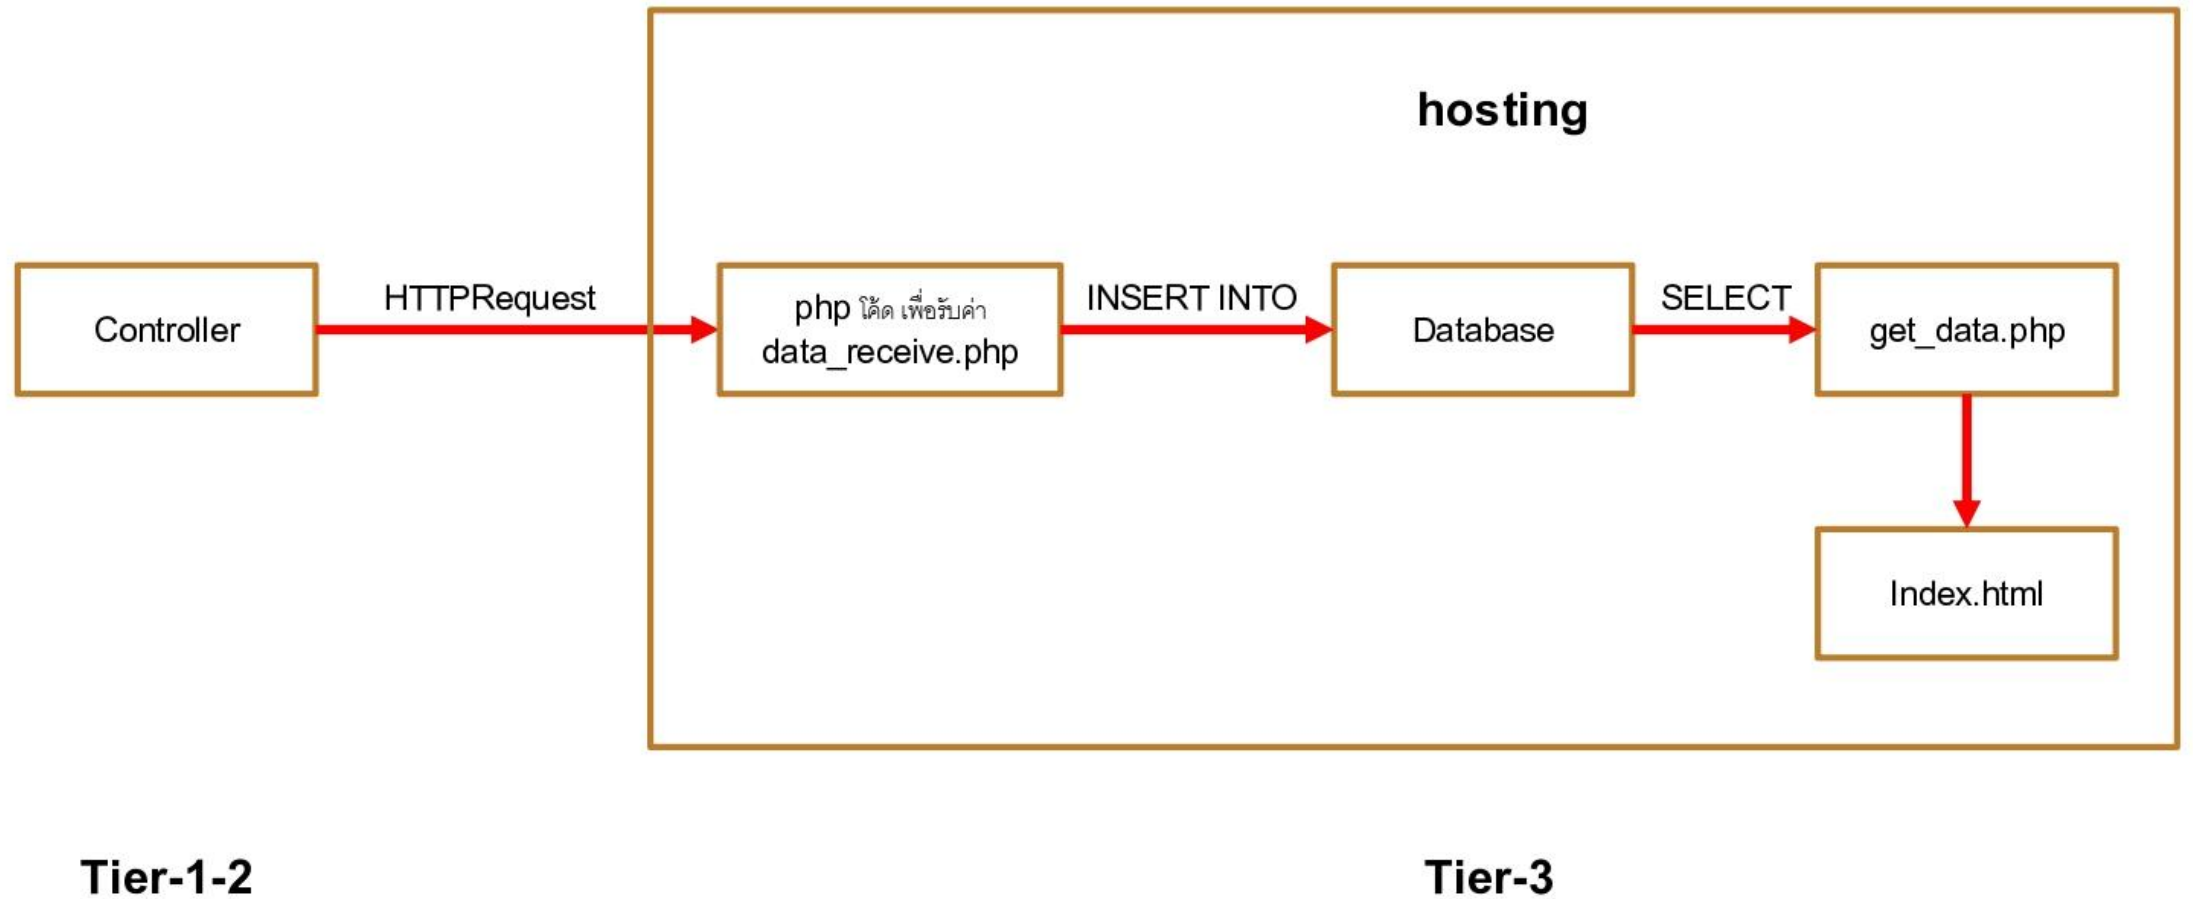 hosting
Controller
HTTPRequest
php โค้ด เพื่อรับค่า
data_receive.php
INSERT INTO
Database
SELECT
get_data.php
Index.html
Tier-1-2
Tier-3